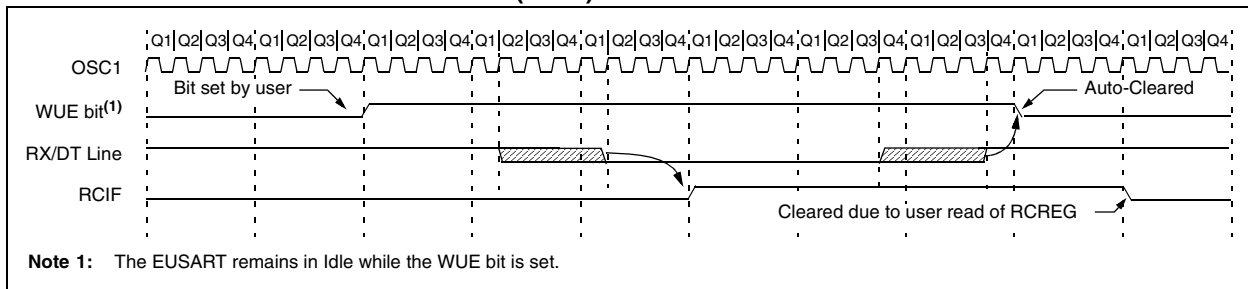 Q1 Q2 Q3 Q4 Q1 Q2 Q3 Q4 Q1 Q2 Q3 Q4 Q1 Q2 Q3 Q4 Q1 Q2 Q3 Q4 Q1 Q2 Q3 Q4 Q1 Q2 Q3 Q4 Q1 Q2 Q3 Q4 Q1 Q2 Q3 Q4 Q1 Q2 Q3 Q4
OSC1
Bit set by user
Auto-Cleared
WUE bit(1)
RX/DT Line
RCIF
Cleared due to user read of RCREG
Note 1: The EUSART remains in Idle while the WUE bit is set.